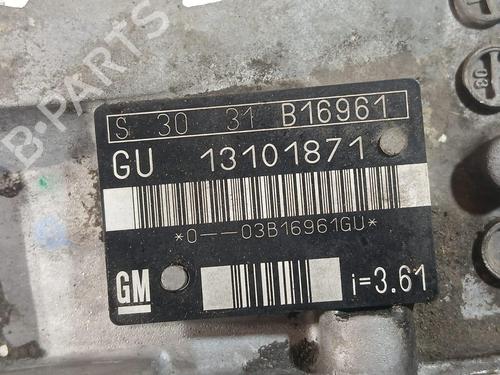 B-PARTS
S 30 31 B16961
GU 13101871
*0--03B16961GU*
GM i=3.61